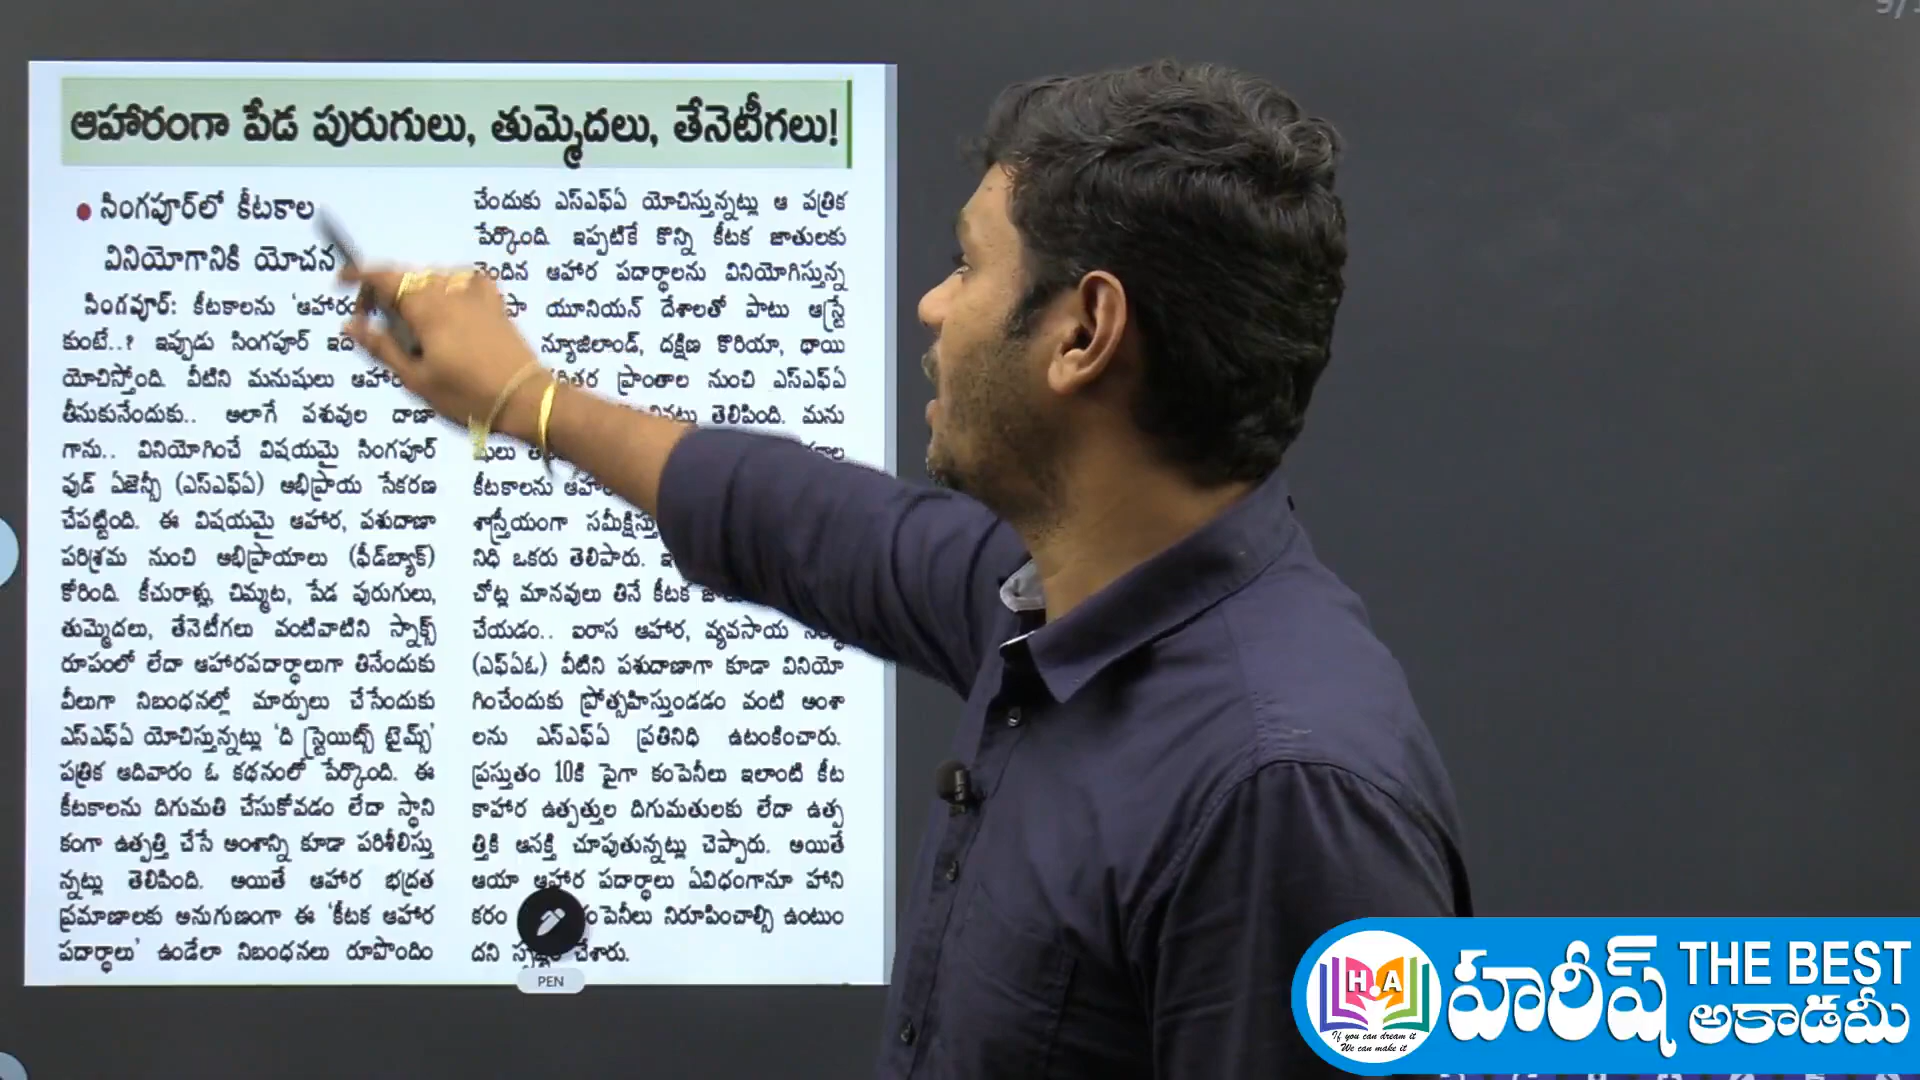 ఆహారంగా పేడ పురుగులు, తుమ్మెదలు, తేనెటీగలు!
సింగపూర్‌లో కీటకాల
వినియోగానికి యోచన
సింగపూర్: కీటకాలను 'ఆహారం
కుంటే..? ఇప్పుడు సింగపూర్ ఇదే
యోచిస్తోంది. వీటిని మనుషులు ఆహార
తీసుకునేందుకు.. అలాగే పశువుల దాణా
గాను.. వినియోగించే విషయమై సింగపూర్
ఫుడ్ ఏజెన్సీ (ఎస్ఎఫ్ఏ) అభిప్రాయ సేకరణ
చేపట్టింది. ఈ విషయమై ఆహార, పశుదాణా
పరిశ్రమ నుంచి అభిప్రాయాలు (ఫీడ్‌బ్యాక్)
కోరింది. కీచురాళ్లు, చిమ్మట, పేడ పురుగులు,
తుమ్మెదలు, తేనెటీగలు వంటివాటిని స్నాక్స్
రూపంలో లేదా ఆహారపదార్థాలుగా తినేందుకు
వీలుగా నిబంధనల్లో మార్పులు చేసేందుకు
ఎస్ఎఫ్ఏ యోచిస్తున్నట్లు 'ది స్ట్రెయిట్స్ టైమ్స్'
పత్రిక ఆదివారం ఓ కథనంలో పేర్కొంది. ఈ
కీటకాలను దిగుమతి చేసుకోవడం లేదా స్థాని
కంగా ఉత్పత్తి చేసే అంశాన్ని కూడా పరిశీలిస్తు
న్నట్లు తెలిపింది. అయితే ఆహార భద్రత
ప్రమాణాలకు అనుగుణంగా ఈ 'కీటక ఆహార
పదార్థాలు' ఉండేలా నిబంధనలు రూపొందిం
చేందుకు ఎస్ఎఫ్ఏ యోచిస్తున్నట్లు ఆ పత్రిక
పేర్కొంది. ఇప్పటికే కొన్ని కీటక జాతులకు
చెందిన ఆహార పదార్థాలను వినియోగిస్తున్న
యూనియన్ దేశాలతో పాటు ఆస్ట్రే
న్యూజిలాండ్, దక్షిణ కొరియా, థాయి
తదితర ప్రాంతాల నుంచి ఎస్ఎఫ్ఏ
తెలిపింది. మను
కీటకాలను
శాస్త్రీయంగా సమీక్షిస్తు
నిధి ఒకరు తెలిపారు.
చోట్ల మానవులు తినే కీటక
చేయడం.. ఐరాస ఆహార, వ్యవసాయ
(ఎఫ్ఏఓ) వీటిని పశుదాణాగా కూడా వినియో
గించేందుకు ప్రోత్సహిస్తుండడం వంటి అంశా
లను ఎస్ఎఫ్ఏ ప్రతినిధి ఉటంకించారు.
ప్రస్తుతం 10కి పైగా కంపెనీలు ఇలాంటి కీట
కాహార ఉత్పత్తుల దిగుమతులకు లేదా ఉత్ప
త్తికి ఆసక్తి చూపుతున్నట్లు చెప్పారు. అయితే
ఆయా ఆహార పదార్థాలు ఏవిధంగానూ హాని
కరం నిరూపించాల్సి ఉంటుం
దని చేశారు.
PEN
H.A
If you can dream it
We can make it
హరీష్ THE BEST
అకాడమీ